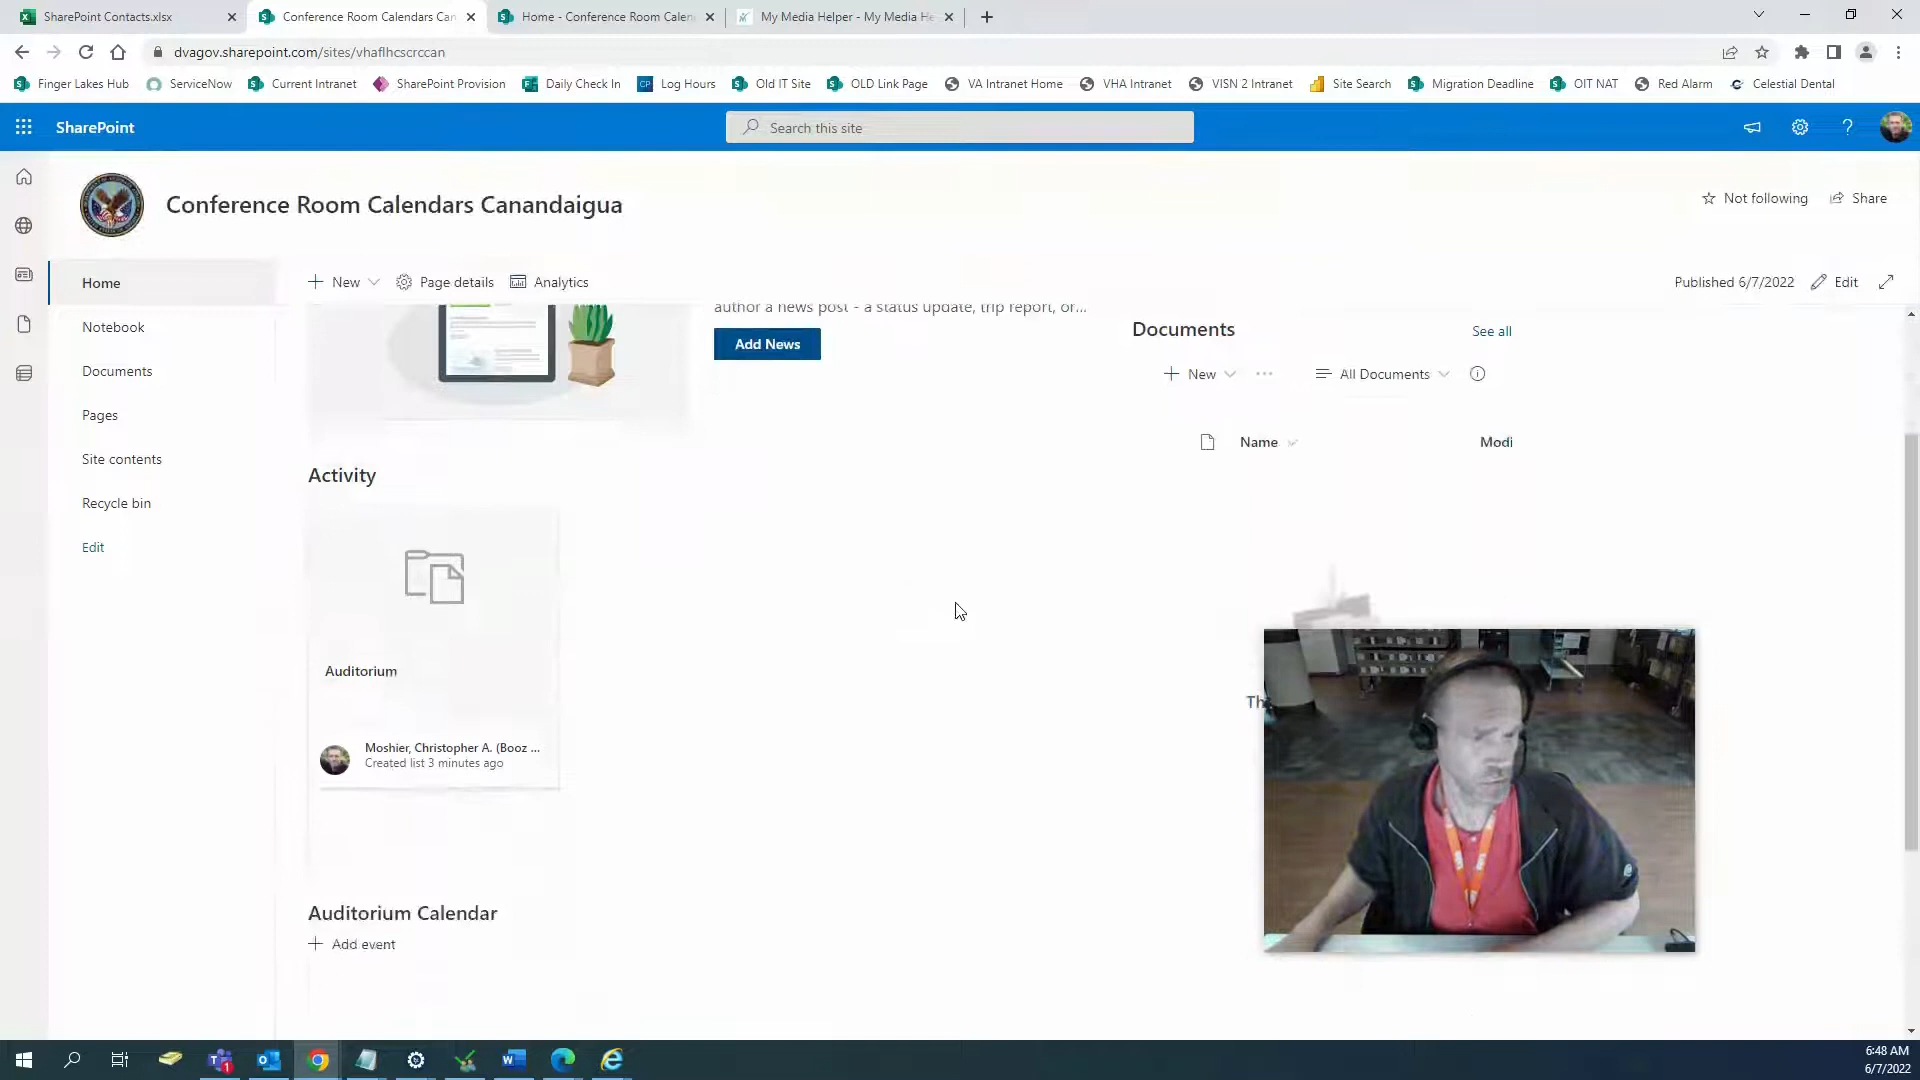 SharePoint Contacts.xlsx
Conference Room Calendars Can
Home - Conference Room Calen
My Media Helper - My Media He
dvagov.sharepoint.com/sites/vhaflhcscrccan
Finger Lakes Hub
ServiceNow
Current Intranet
SharePoint Provision
Daily Check In
CP
Log Hours
Old IT Site
OLD Link Page
VA Intranet Home
VHA Intranet
VISN 2 Intranet
Site Search
Migration Deadline
OIT NAT
Red Alarm
Celestial Dental
SharePoint
Search this site
Conference Room Calendars Canandaigua
Not following
Share
Home
Notebook
Documents
Pages
Site contents
Recycle bin
Edit
New
Page details
Analytics
Published 6/7/2022
Edit
author a news post - a status update, trip report, or...
Add News
Documents
See all
New
All Documents
Name
Modi
Activity
Auditorium
Moshier, Christopher A. (Booz ...
Created list 3 minutes ago
Th
Auditorium Calendar
Add event
6:48 AM
6/7/2022